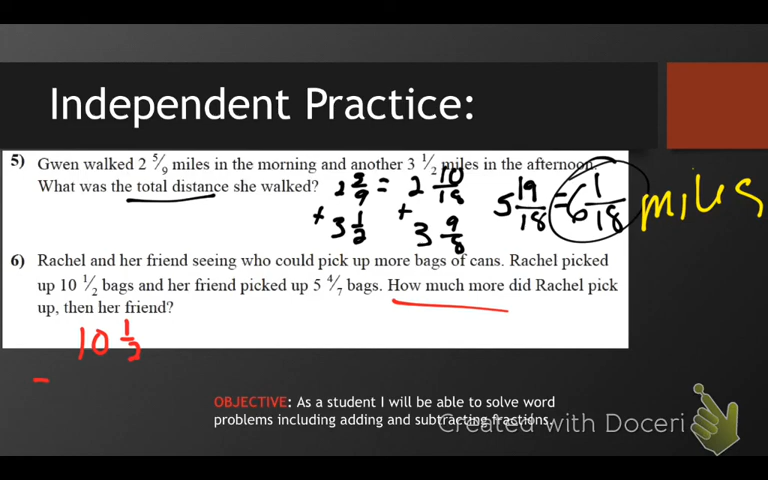 Independent Practice:
5) Gwen walked 2 5/9 miles in the morning and another 3 1/2 miles in the afternoon.
What was the total distance she walked?
2 5/9 = 2 10/18
+ 3 1/2 + 3 9/8
5 19/18 = 6 1/18 miles
6) Rachel and her friend seeing who could pick up more bags of cans. Rachel picked
up 10 1/2 bags and her friend picked up 5 4/7 bags. How much more did Rachel pick
up, then her friend?
10 1/2
-
OBJECTIVE: As a student I will be able to solve word
problems including adding and subtracting fractions.
Created with Doceri